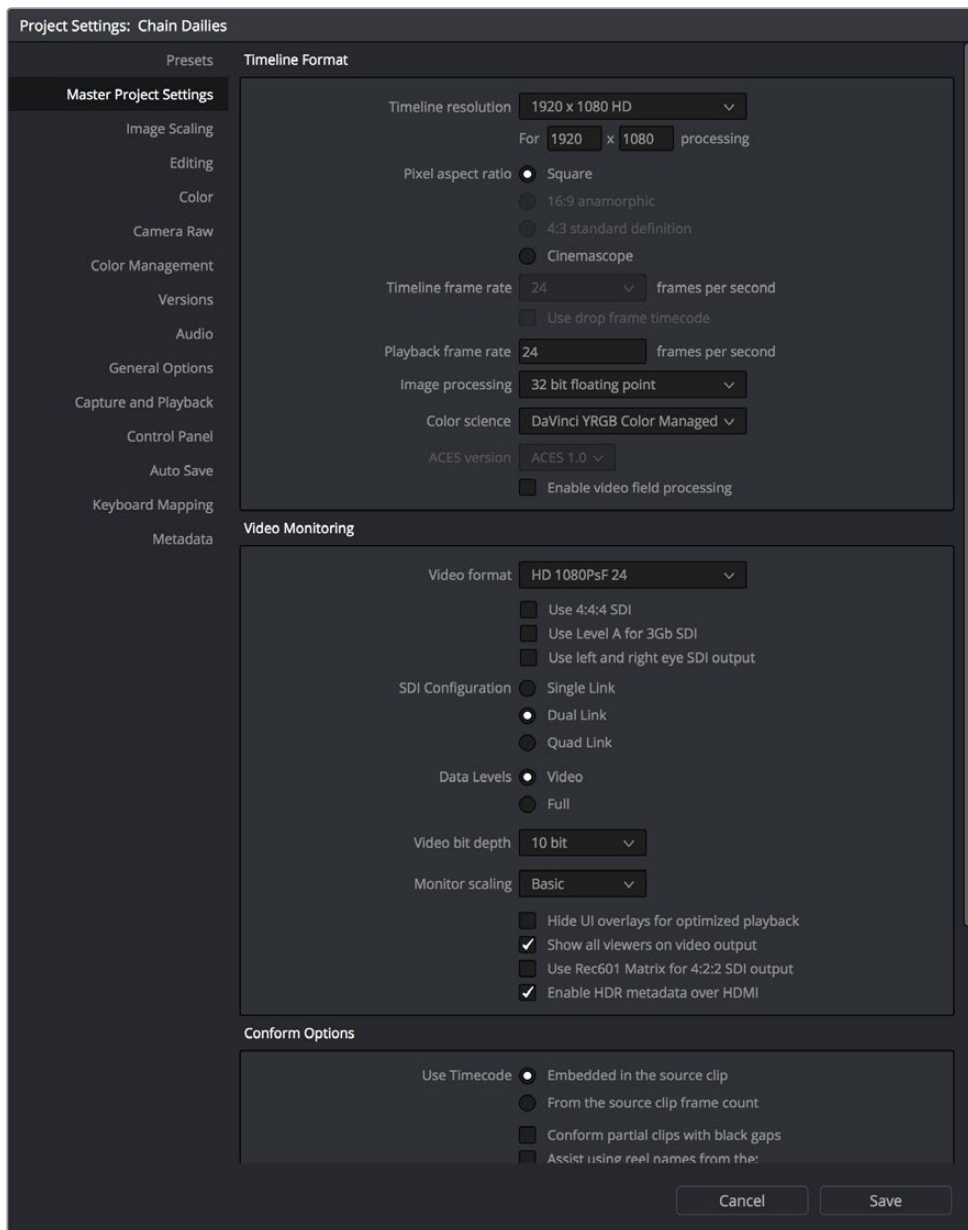 Project Settings: Chain Dailies
Presets
Master Project Settings
Image Scaling
Editing
Color
Camera Raw
Color Management
Versions
Audio
General Options
Capture and Playback
Control Panel
Auto Save
Keyboard Mapping
Metadata
Timeline Format
Timeline resolution 1920 x 1080 HD
For 1920 x 1080 processing
Pixel aspect ratio Square
16:9 anamorphic
4:3 standard definition
Cinemascope
Timeline frame rate 24 frames per second
Use drop frame timecode
Playback frame rate 24 frames per second
Image processing 32 bit floating point
Color science DaVinci YRGB Color Managed
ACES version ACES 1.0
Enable video field processing
Video Monitoring
Video format HD 1080PsF 24
Use 4:4:4 SDI
Use Level A for 3Gb SDI
Use left and right eye SDI output
SDI Configuration Single Link
Dual Link
Quad Link
Data Levels Video
Full
Video bit depth 10 bit
Monitor scaling Basic
Hide UI overlays for optimized playback
Show all viewers on video output
Use Rec601 Matrix for 4:2:2 SDI output
Enable HDR metadata over HDMI
Conform Options
Use Timecode Embedded in the source clip
From the source clip frame count
Conform partial clips with black gaps
Assist using reel names from the:
Cancel Save